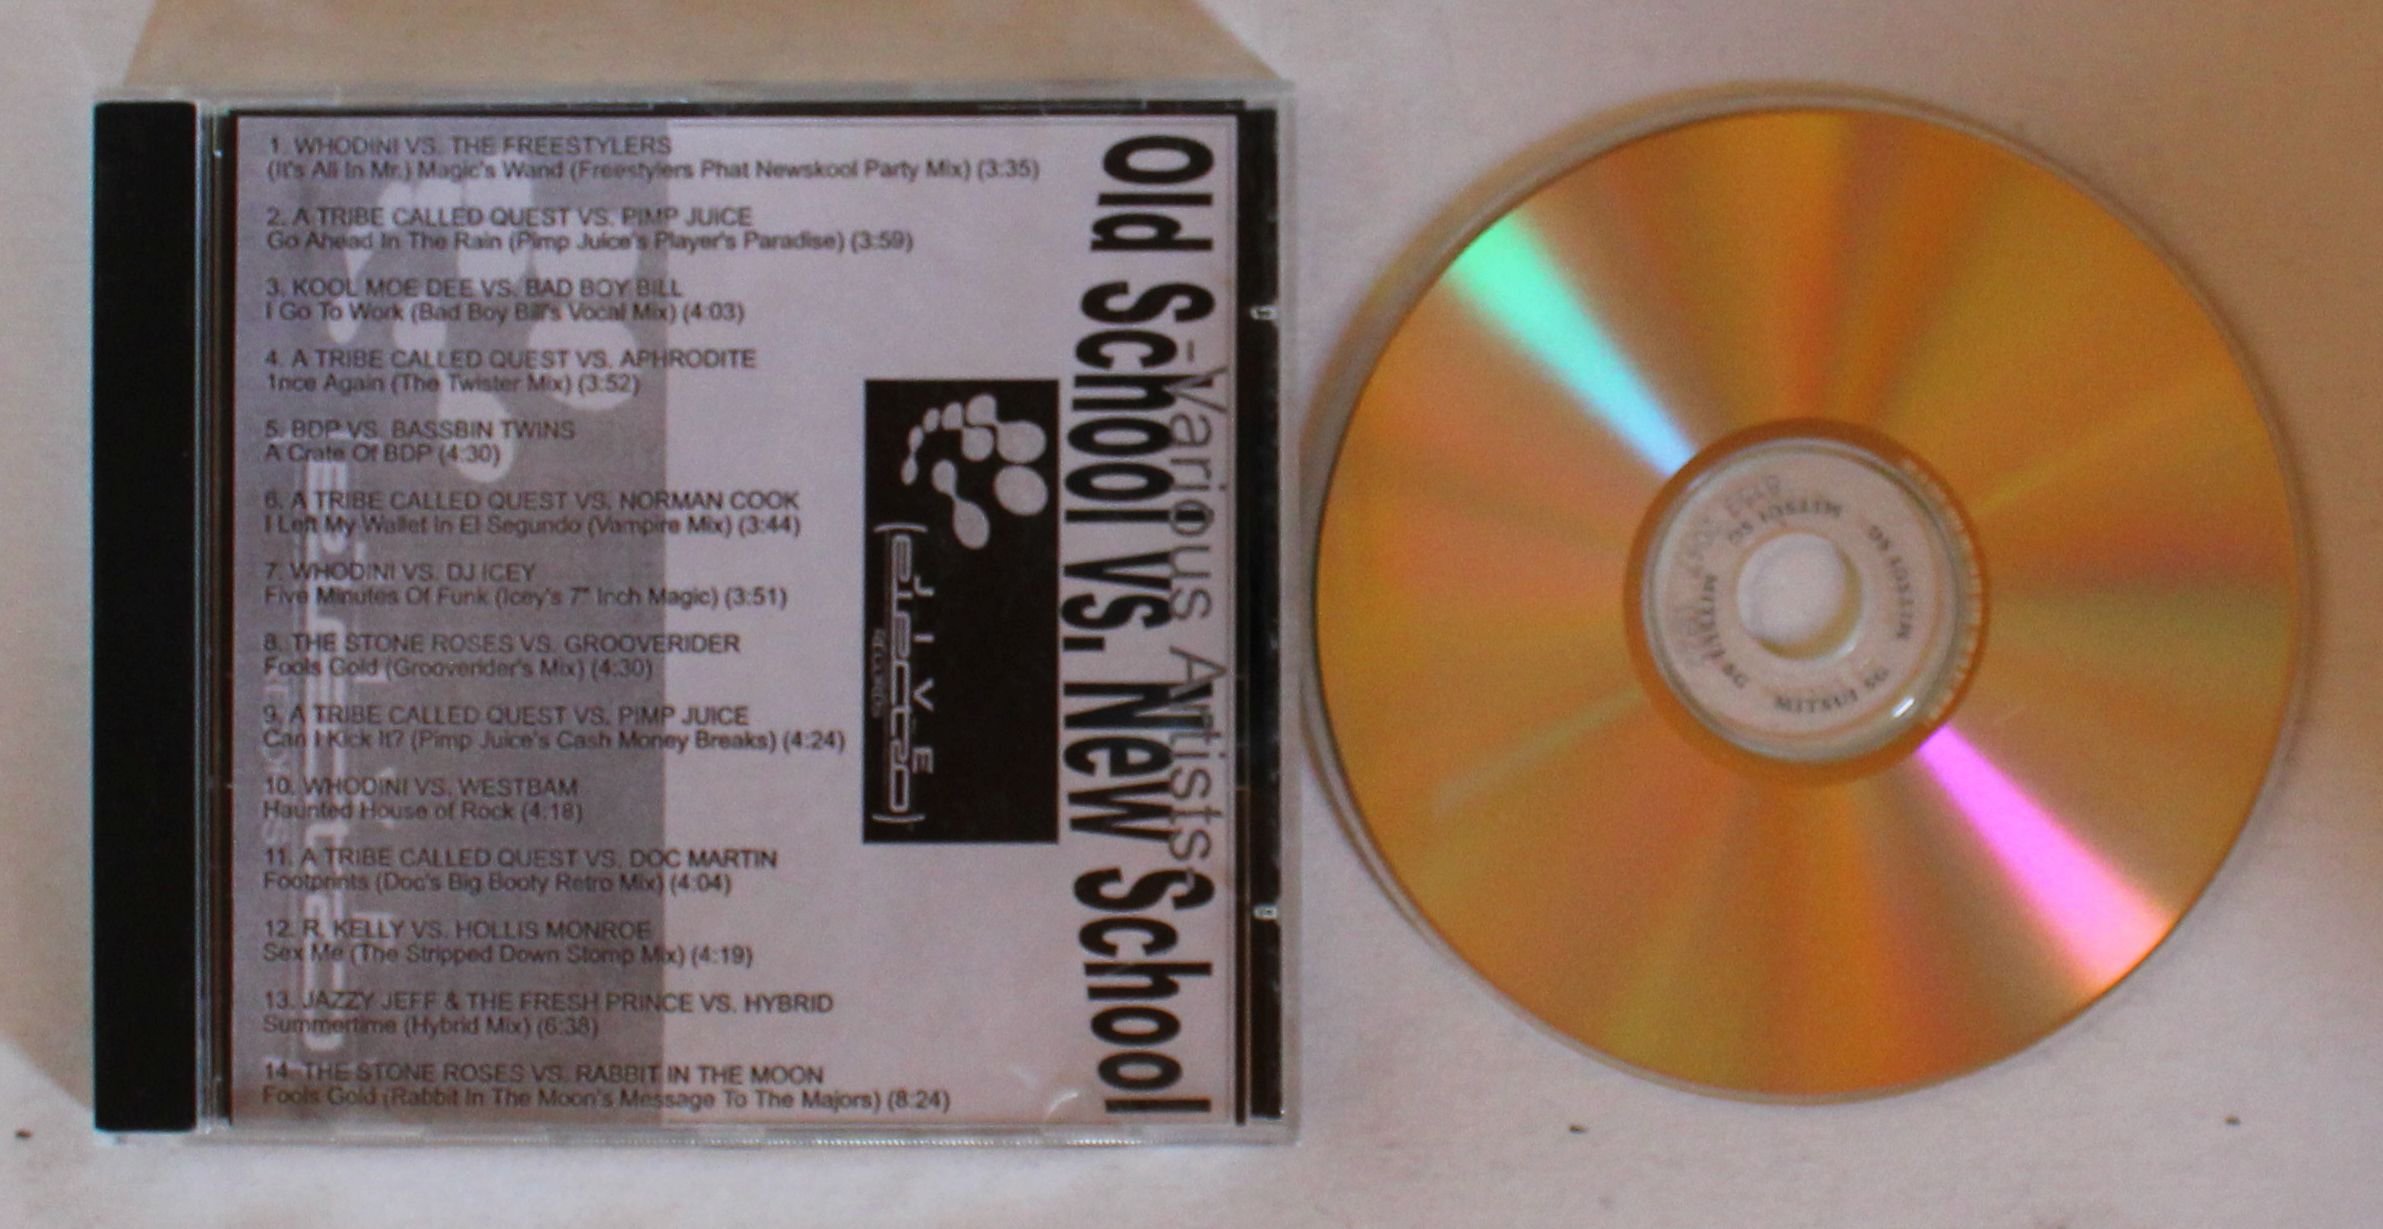 1. WHODINI VS. THE FREESTYLERS
(It's All In Mr.) Magic's Wand (Freestylers Phat Newskool Party Mix) (3:35)
2. A TRIBE CALLED QUEST VS. PIMP JUICE
Go Ahead In The Rain (Pimp Juice's Player's Paradise) (3:59)
3. KOOL MOE DEE VS. BAD BOY BILL
I Go To Work (Bad Boy Bill's Vocal Mix) (4:03)
4. A TRIBE CALLED QUEST VS. APHRODITE
1nce Again (The Twister Mix) (3:52)
5. BDP VS. BASSBIN TWINS
A Crate Of BDP (4:30)
6. A TRIBE CALLED QUEST VS. NORMAN COOK
I Left My Wallet In El Segundo (Vampire Mix) (3:44)
7. WHODINI VS. DJ ICEY
Five Minutes Of Funk (Icey's 7" Inch Magic) (3:51)
8. THE STONE ROSES VS. GROOVERIDER
Fools Gold (Grooverider's Mix) (4:30)
9. A TRIBE CALLED QUEST VS. PIMP JUICE
Can I Kick It? (Pimp Juice's Cash Money Breaks) (4:24)
10. WHODINI VS. WESTBAM
Haunted House of Rock (4:18)
11. A TRIBE CALLED QUEST VS. DOC MARTIN
Footprints (Doc's Big Booty Retro Mix) (4:04)
12. R. KELLY VS. HOLLIS MONROE
Sex Me (The Stripped Down Stomp Mix) (4:19)
13. JAZZY JEFF & THE FRESH PRINCE VS. HYBRID
Summertime (Hybrid Mix) (6:38)
14. THE STONE ROSES VS. RABBIT IN THE MOON
Fools Gold (Rabbit In The Moon's Message To The Majors) (8:24)
Old School vs. New School
-Various Artists-
JIVE
(electro)
MITSUI SG MITSUI SG MITSUI SG MITSUI SG